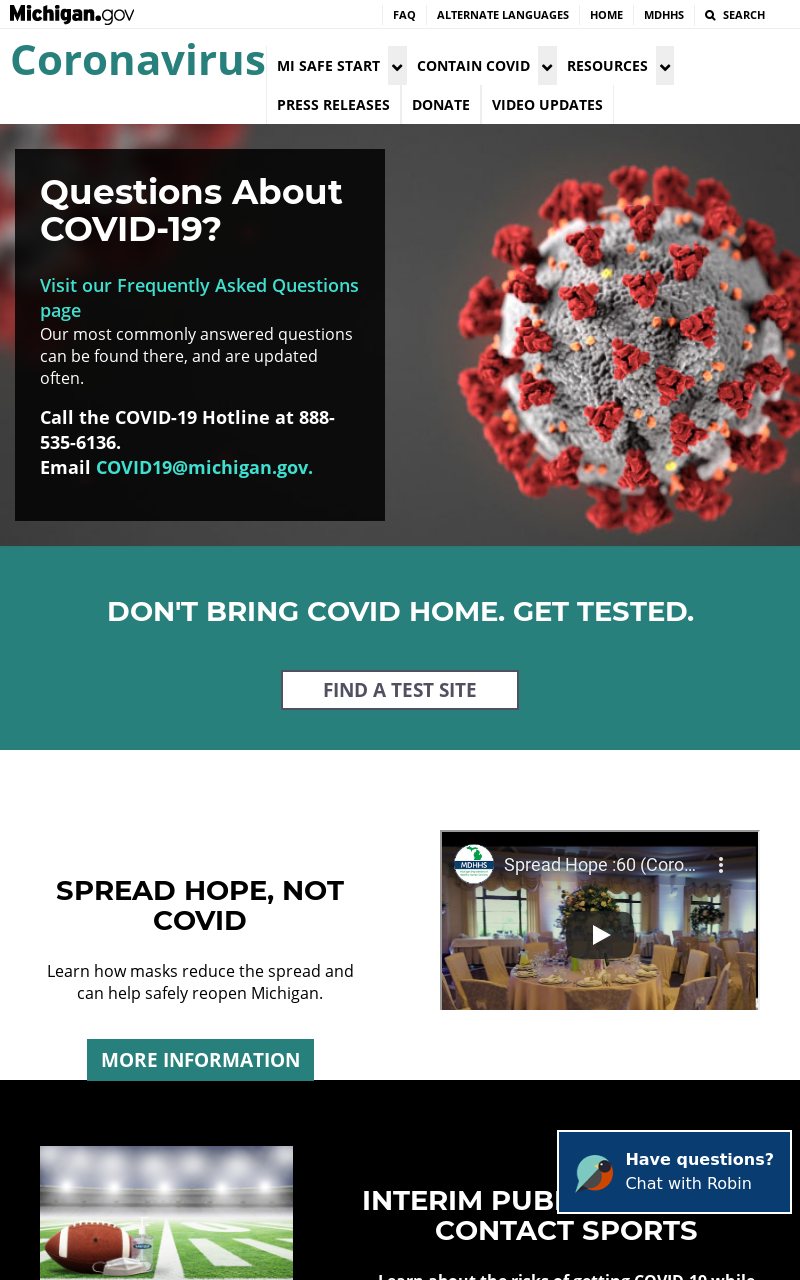 Michigan.gov
FAQ ALTERNATE LANGUAGES HOME MDHHS SEARCH
Coronavirus
MI SAFE START CONTAIN COVID RESOURCES
PRESS RELEASES DONATE VIDEO UPDATES
Questions About
COVID-19?
Visit our Frequently Asked Questions
page
Our most commonly answered questions
can be found there, and are updated
often.
Call the COVID-19 Hotline at 888-
535-6136.
Email COVID19@michigan.gov.
DON'T BRING COVID HOME. GET TESTED.
FIND A TEST SITE
SPREAD HOPE, NOT
COVID
Learn how masks reduce the spread and
can help safely reopen Michigan.
MORE INFORMATION
MDHHS
Spread Hope :60 (Coro...
Have questions?
Chat with Robin
INTERIM
CONTACT SPORTS
Learn about the risks of getting COVID-19 while